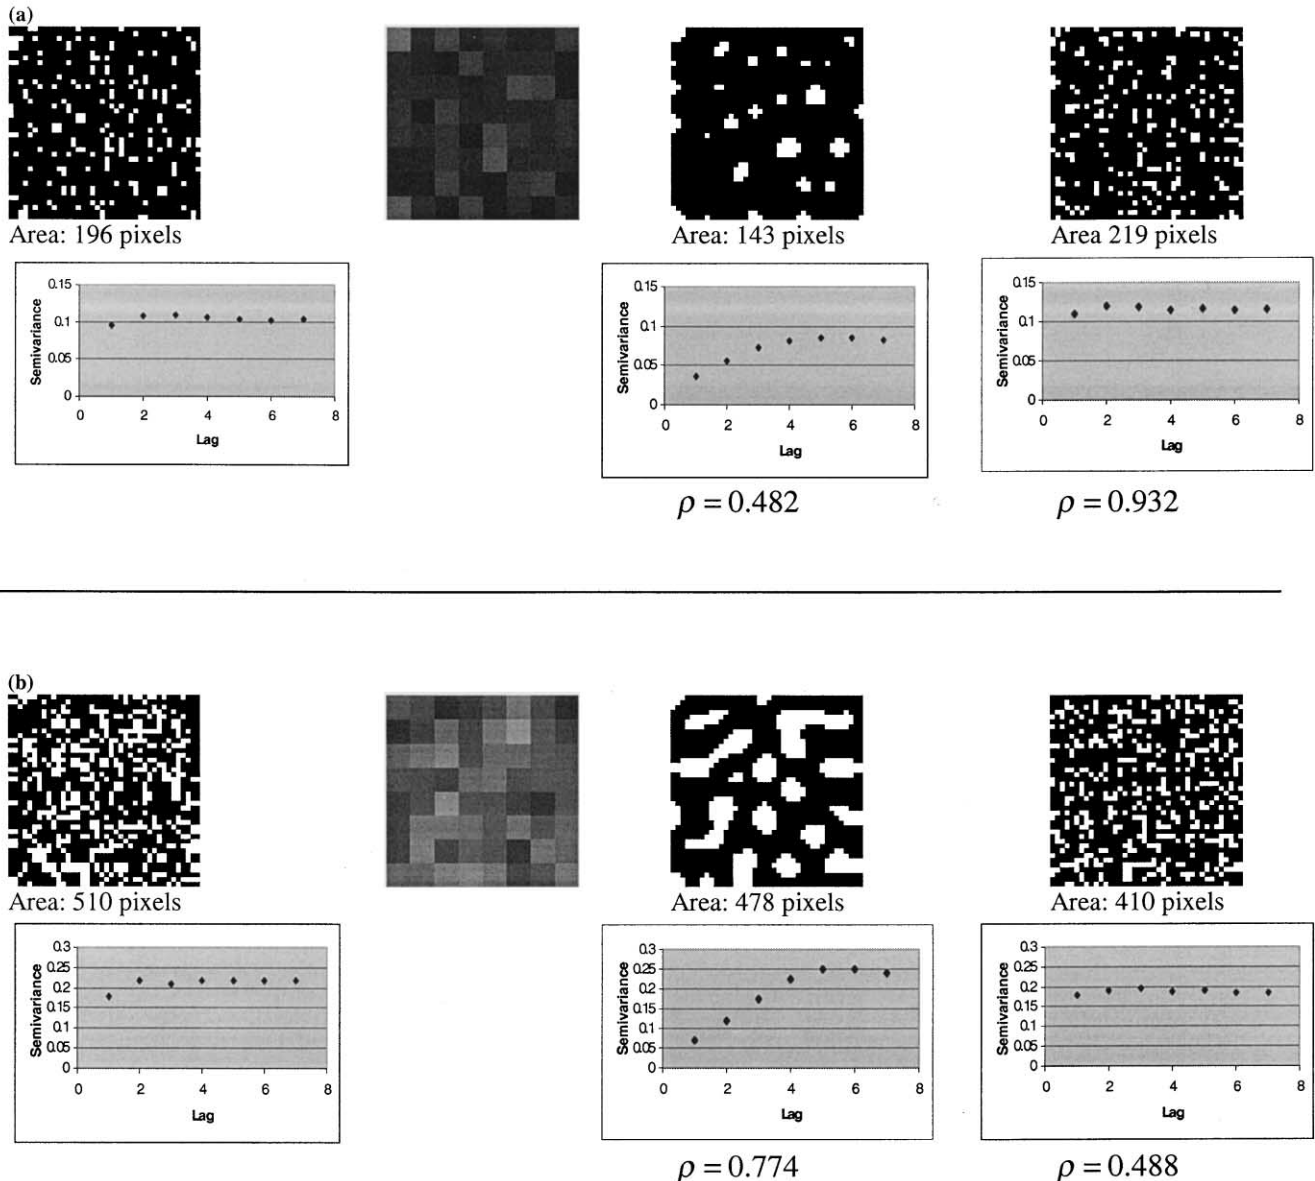 (a)
Area: 196 pixels
Area: 143 pixels
Area 219 pixels
Semivariance
0.15
0.1
0.05
0
0 2 4 6 8
Lag
Semivariance
0.15
0.1
0.05
0
0 2 4 6 8
Lag
ρ = 0.482
Semivariance
0.15
0.1
0.05
0
0 2 4 6 8
Lag
ρ = 0.932
(b)
Area: 510 pixels
Area: 478 pixels
Area: 410 pixels
Semivariance
0.3
0.25
0.2
0.15
0.1
0.05
0
0 2 4 6 8
Lag
Semivariance
0.3
0.25
0.2
0.15
0.1
0.05
0
0 2 4 6 8
Lag
ρ = 0.774
Semivariance
0.3
0.25
0.2
0.15
0.1
0.05
0
0 2 4 6 8
Lag
ρ = 0.488